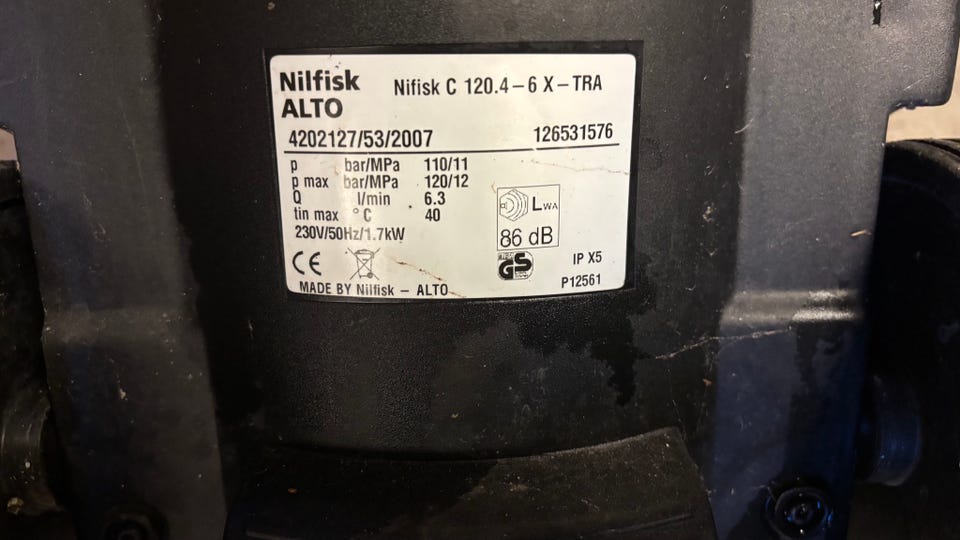 Nilfisk
ALTO
Nifisk C 120.4 – 6 X – TRA
4202127/53/2007 126531576
p bar/MPa 110/11
p max bar/MPa 120/12
Q l/min 6.3
tin max °C 40
230V/50Hz/1.7kW
LWA
86 dB
CE
GS
IP X5
MADE BY Nilfisk – ALTO
P12561